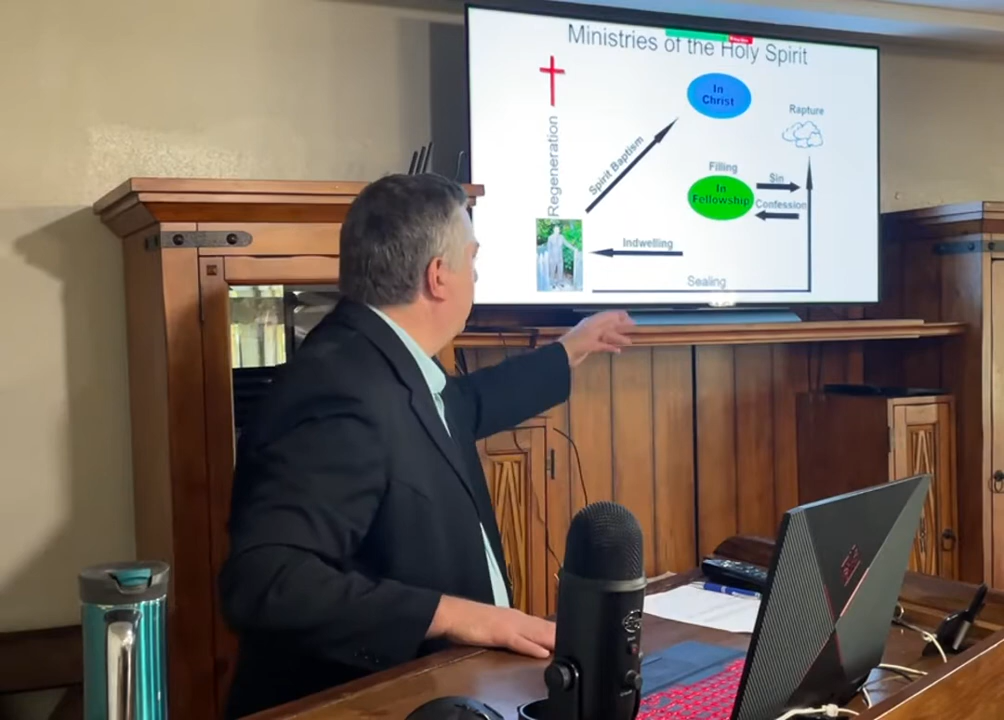 Ministries of the Holy Spirit
In
Christ
Rapture
Regeneration
Spirit Baptism
Filling
In
Fellowship
Sin
Confession
Indwelling
Sealing